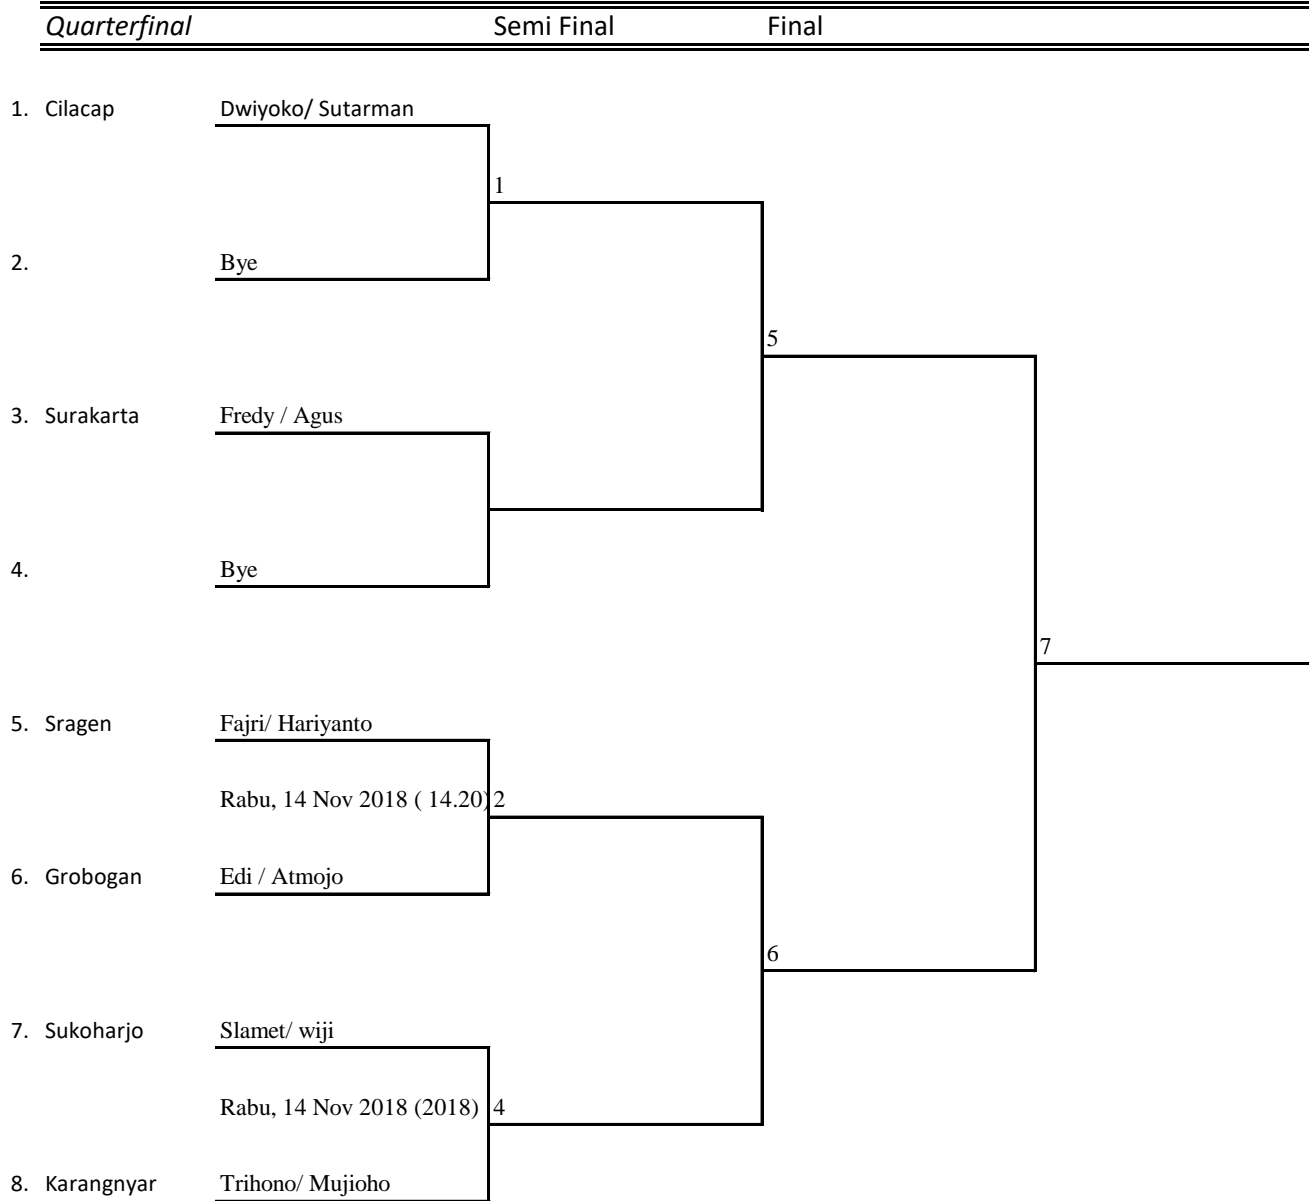 Quarterfinal Semi Final Final
1. Cilacap Dwiyoko/ Sutarman
1
2. Bye
5
3. Surakarta Fredy / Agus
4. Bye
7
5. Sragen Fajri/ Hariyanto
Rabu, 14 Nov 2018 ( 14.20) 2
6. Grobogan Edi / Atmojo
6
7. Sukoharjo Slamet/ wiji
Rabu, 14 Nov 2018 (2018) 4
8. Karangnyar Trihono/ Mujioho